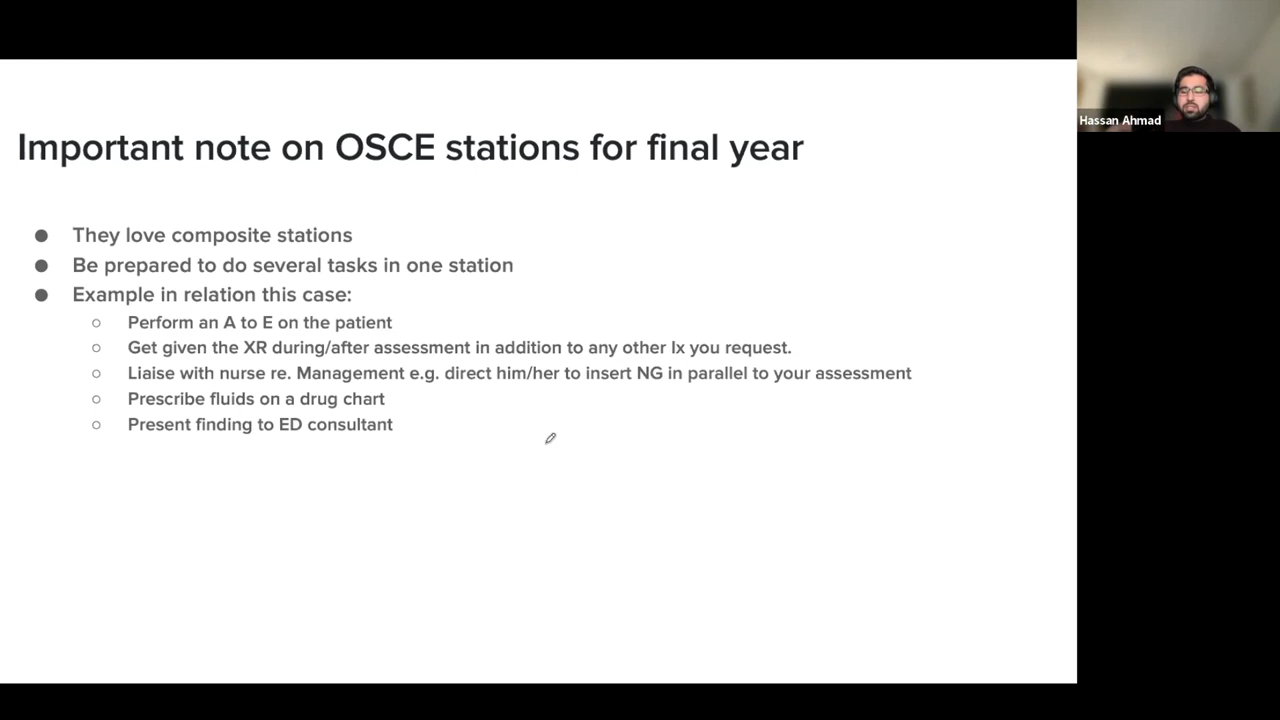 Important note on OSCE stations for final year
● They love composite stations
● Be prepared to do several tasks in one station
● Example in relation this case:
○ Perform an A to E on the patient
○ Get given the XR during/after assessment in addition to any other Ix you request.
○ Liaise with nurse re. Management e.g. direct him/her to insert NG in parallel to your assessment
○ Prescribe fluids on a drug chart
○ Present finding to ED consultant
Hassan Ahmad